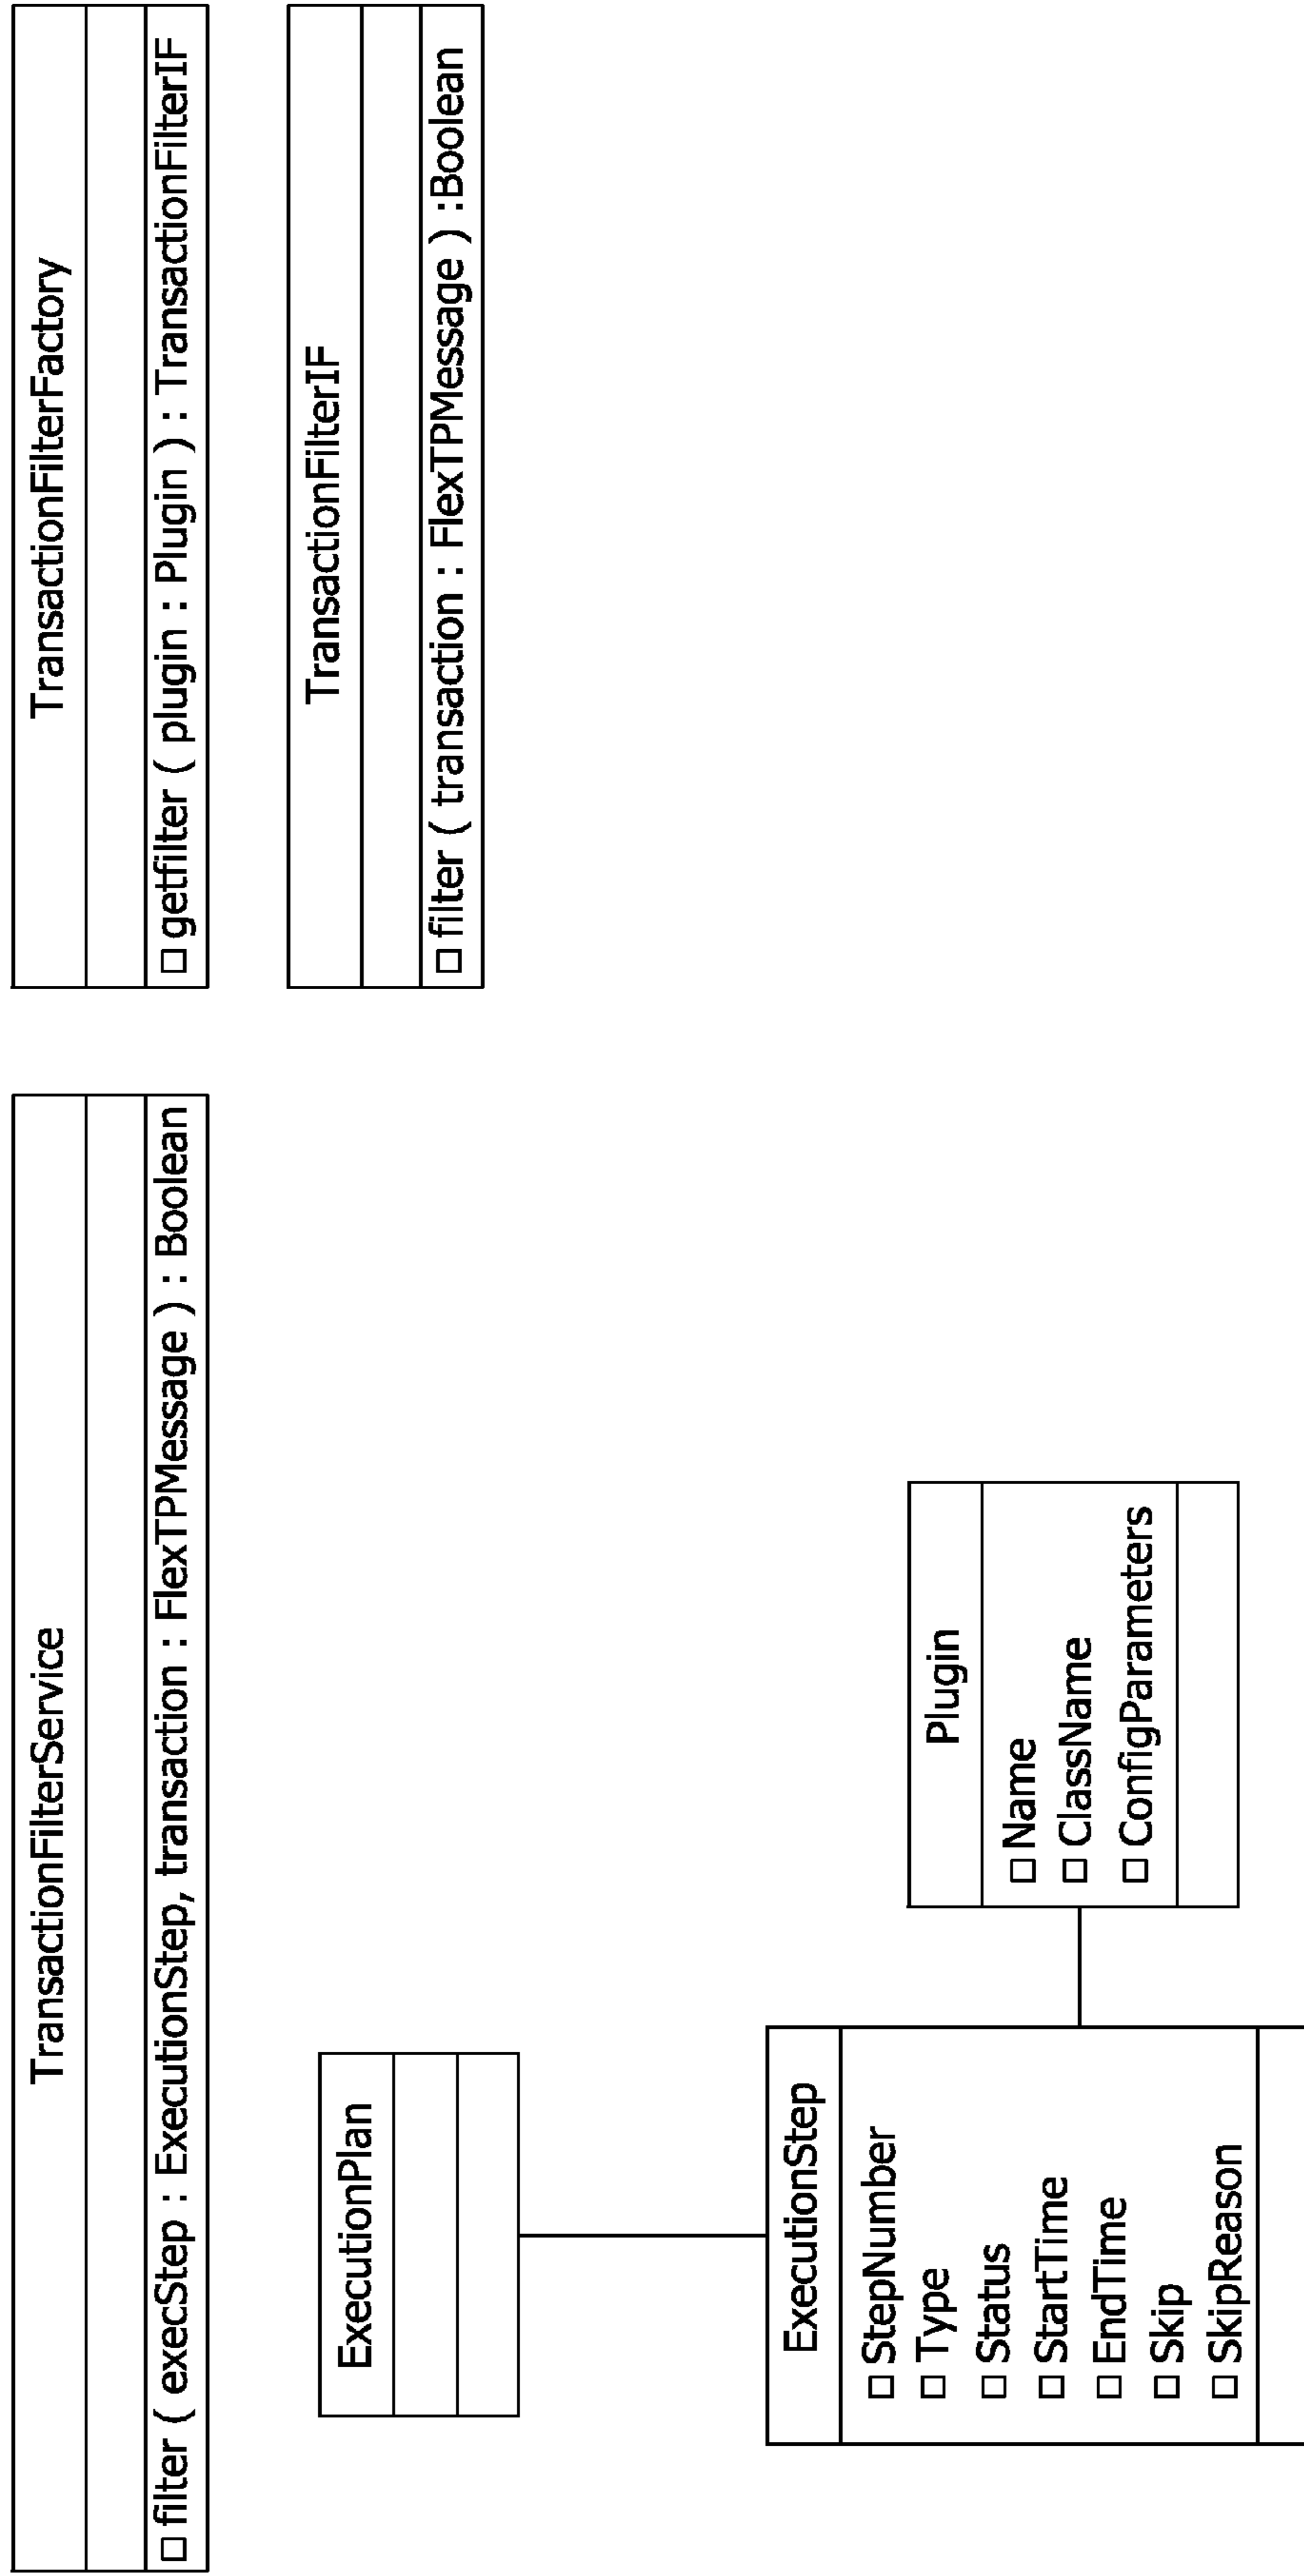 TransactionFilterService
filter ( execStep : ExecutionStep, transaction : FlexTPMessage ) : Boolean
TransactionFilterFactory
getfilter ( plugin : Plugin ) : TransactionFilterIF
TransactionFilterIF
filter ( transaction : FlexTPMessage ) :Boolean
ExecutionPlan
ExecutionStep
StepNumber
Type
Status
StartTime
EndTime
Skip
SkipReason
Plugin
Name
ClassName
ConfigParameters